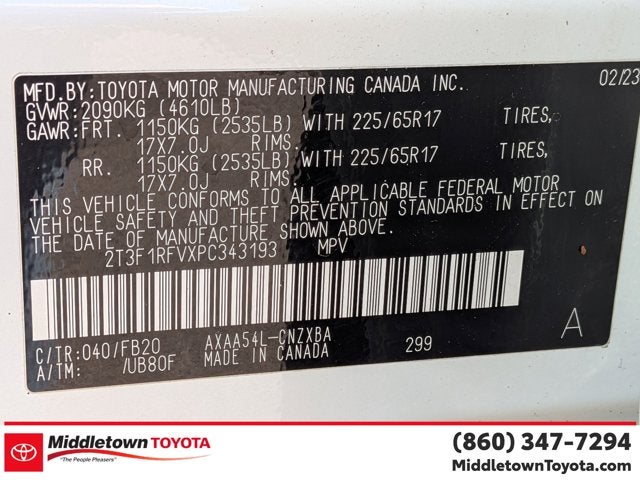 MFD.BY:TOYOTA MOTOR MANUFACTURING CANADA INC. 02/23
GVWR:2090KG (4610LB)
GAWR:FRT. 1150KG (2535LB) WITH 225/65R17 TIRES,
17X7.0J RIMS,
RR. 1150KG (2535LB) WITH 225/65R17 TIRES,
17X7.0J RIMS.
THIS VEHICLE CONFORMS TO ALL APPLICABLE FEDERAL MOTOR
VEHICLE SAFETY AND THEFT PREVENTION STANDARDS IN EFFECT ON
THE DATE OF MANUFACTURE SHOWN ABOVE.
2T3F1RFVXPC343193 MPV
C/TR:040/FB20 AXAA54L-CNZXBA 299 A
A/TM: /UB80F MADE IN CANADA
TOYOTA
Middletown TOYOTA
"The People Pleasers"
(860) 347-7294
MiddletownToyota.com